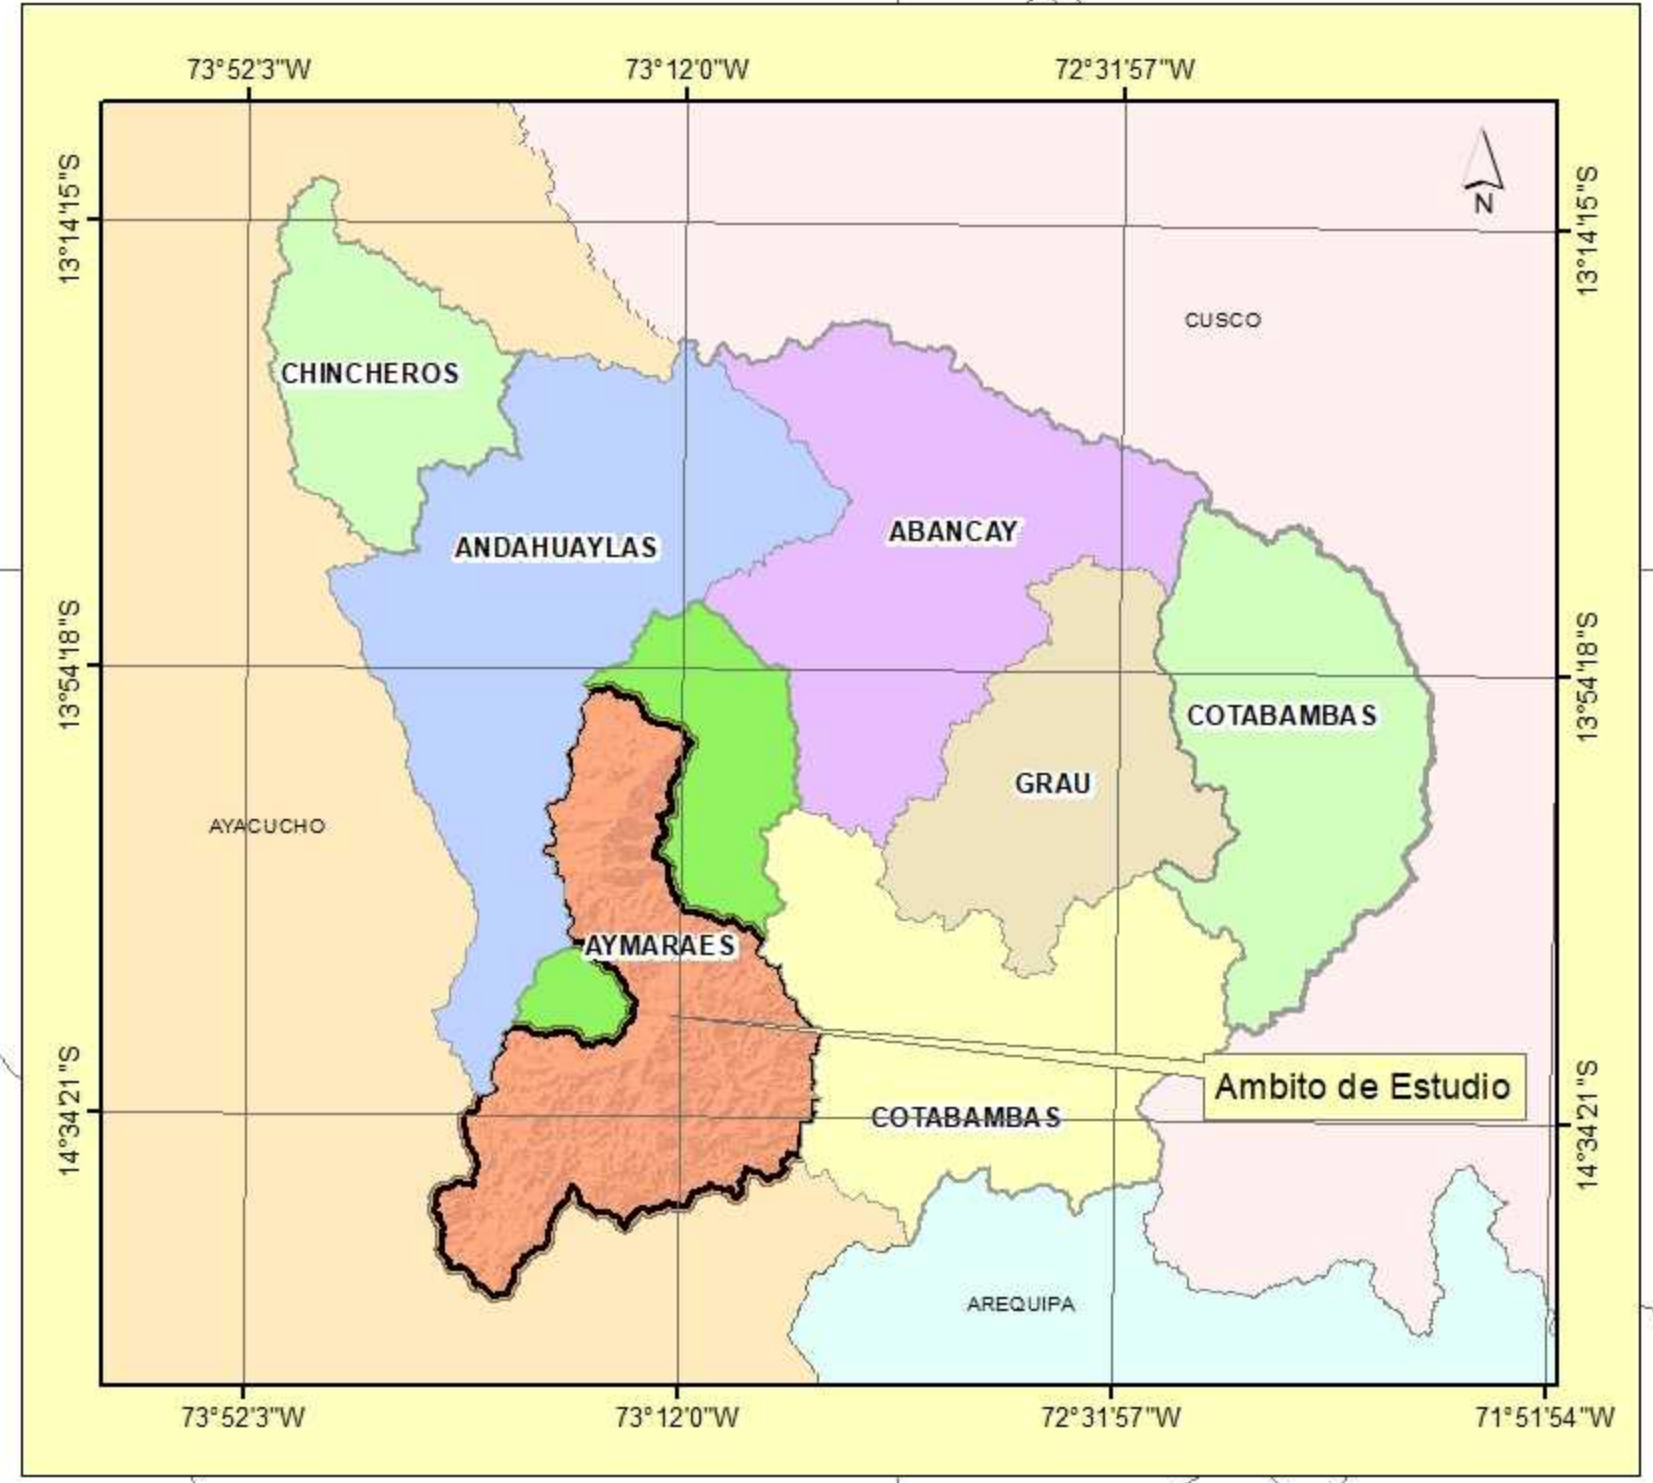 73°52'3"W
73°12'0"W
72°31'57"W
13°14'15"S
13°14'15"S
N
CUSCO
CHINCHEROS
ABANCAY
ANDAHUAYLAS
13°54'18"S
13°54'18"S
COTABAMBAS
GRAU
AYACUCHO
AYMARAES
14°34'21"S
Ambito de Estudio
14°34'21"S
COTABAMBAS
AREQUIPA
73°52'3"W
73°12'0"W
72°31'57"W
71°51'54"W